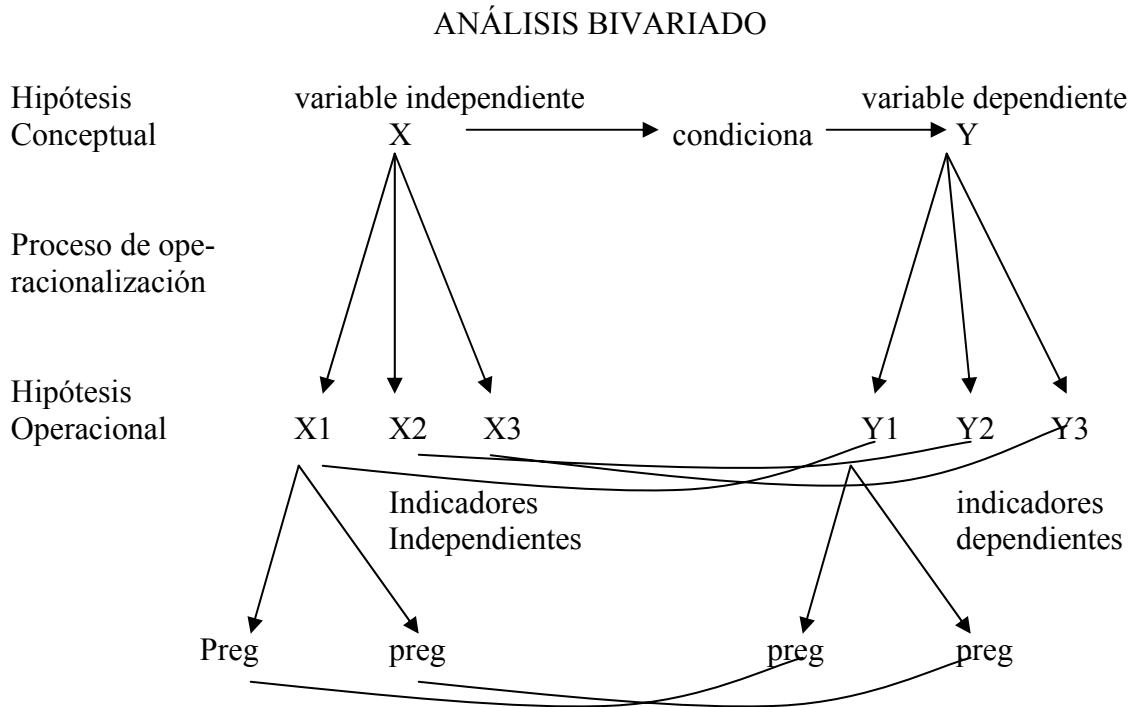 ANÁLISIS BIVARIADO
Hipótesis variable independiente variable dependiente
Conceptual X condiciona Y
Proceso de ope-
racionalización
Hipótesis
Operacional X1 X2 X3 Y1 Y2 Y3
Indicadores indicadores
Independientes dependientes
Preg preg preg preg